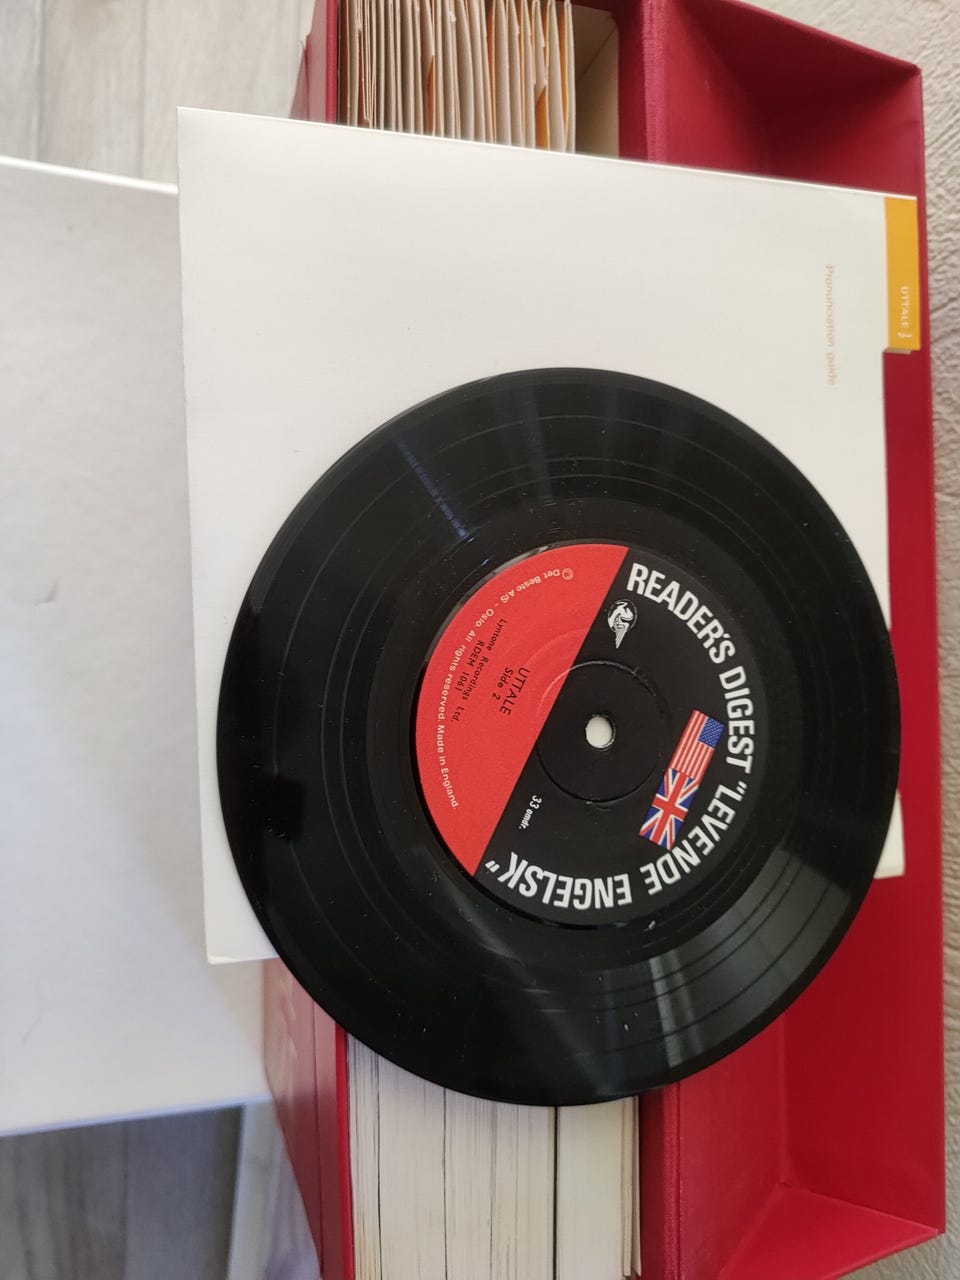 UTTALE ½
Pronunciation guide
READER'S DIGEST "LEVENDE ENGELSK"
33 omdr.
UTTALE
Side 2
RDEM 1061
Lyntone Recordings Ltd.
© Det Beste A/S - Oslo. All rights reserved. Made in England.